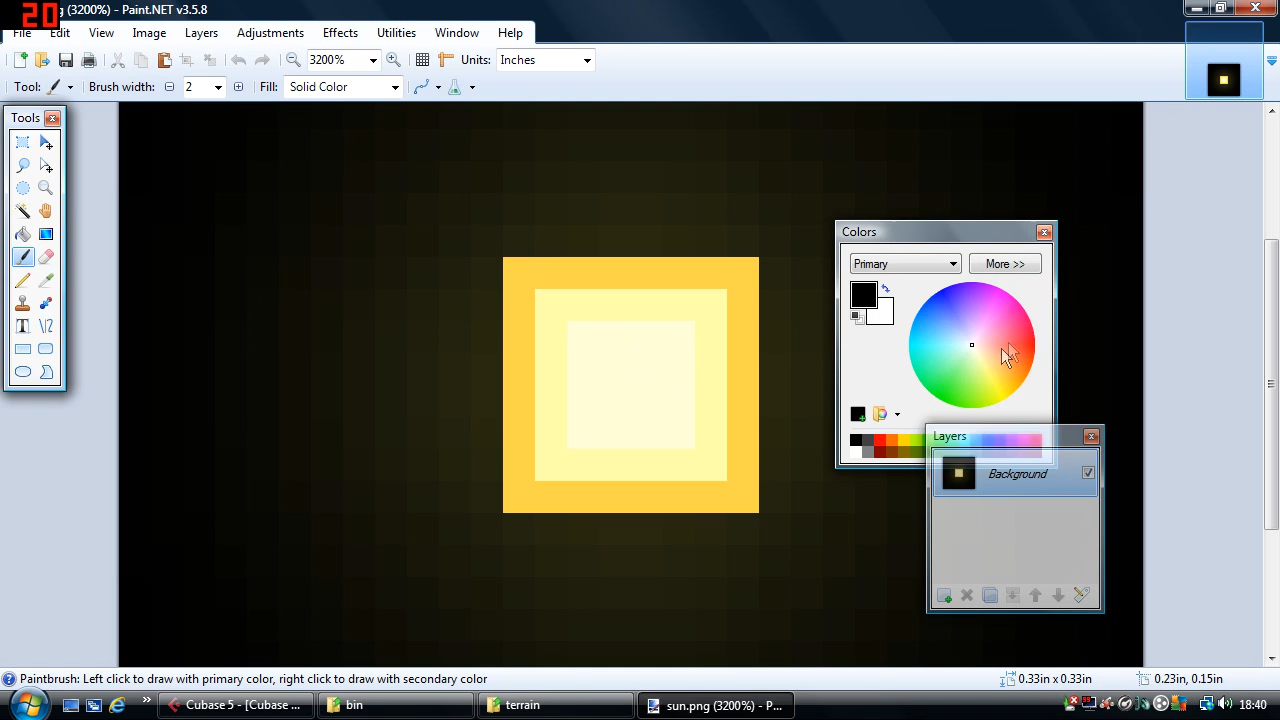 20
ng (3200%) - Paint.NET v3.5.8
File Edit View Image Layers Adjustments Effects Utilities Window Help
3200% Units: Inches
Tool: Brush width: 2 Fill: Solid Color
Tools
Colors
Primary More >>
Layers
Background
Paintbrush: Left click to draw with primary color, right click to draw with secondary color
0.33in x 0.33in
0.23in, 0.15in
Cubase 5 - [Cubase ...
bin
terrain
sun.png (3200%) - P...
18:40